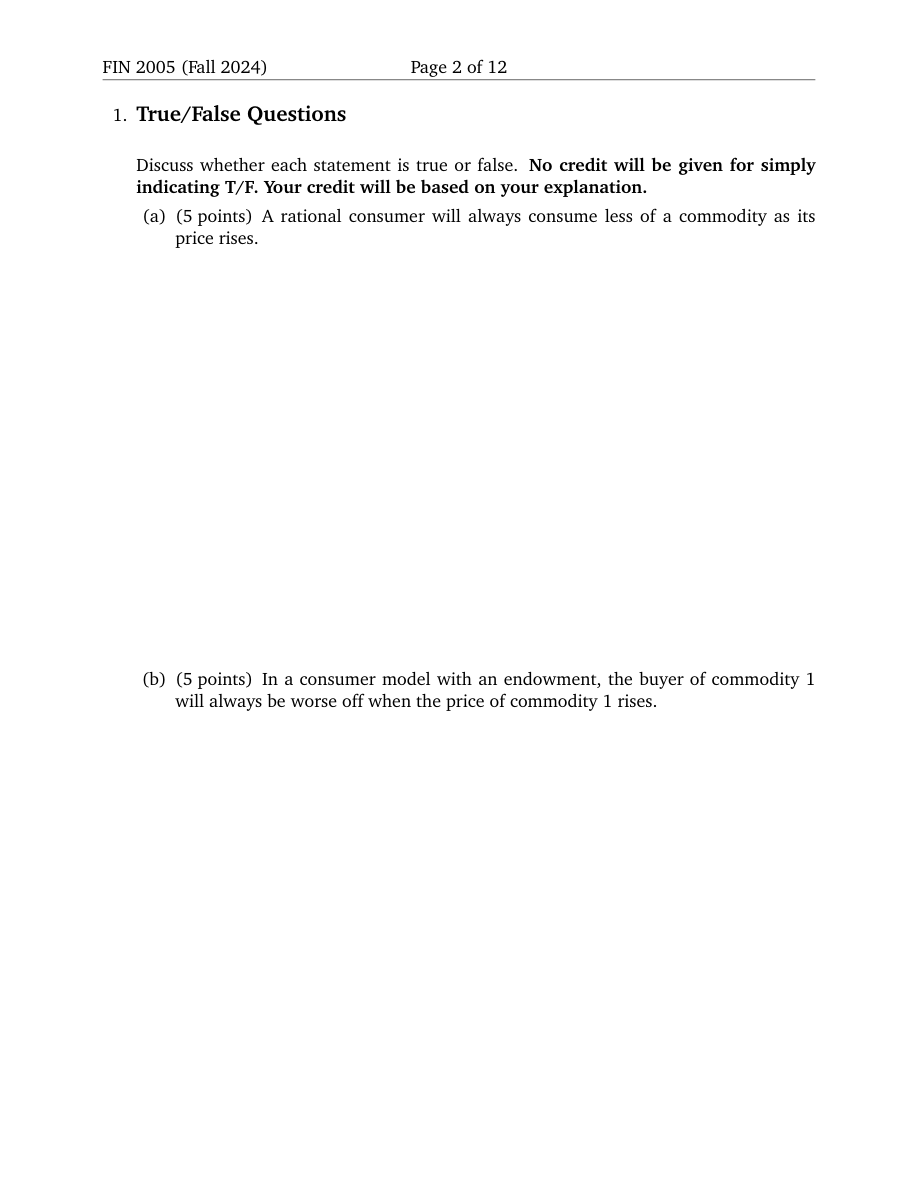 FIN 2005 (Fall 2024) Page 2 of 12
1. True/False Questions
Discuss whether each statement is true or false. No credit will be given for simply
indicating T/F. Your credit will be based on your explanation.
(a) (5 points) A rational consumer will always consume less of a commodity as its
price rises.
(b) (5 points) In a consumer model with an endowment, the buyer of commodity 1
will always be worse off when the price of commodity 1 rises.